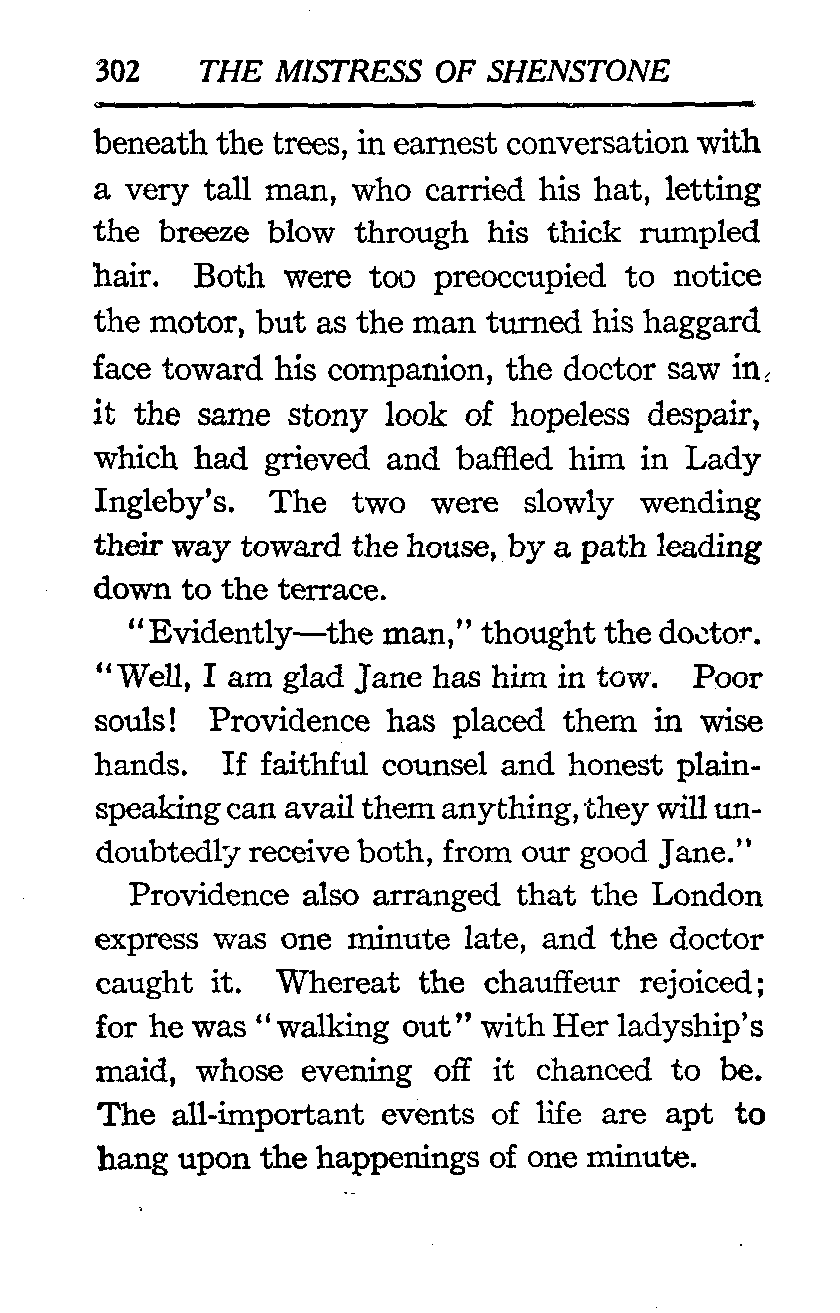 302 THE MISTRESS OF SHENSTONE
beneath the trees, in earnest conversation with
a very tall man, who carried his hat, letting
the breeze blow through his thick rumpled
hair. Both were too preoccupied to notice
the motor, but as the man turned his haggard
face toward his companion, the doctor saw in
it the same stony look of hopeless despair,
which had grieved and baffled him in Lady
Ingleby's. The two were slowly wending
their way toward the house, by a path leading
down to the terrace.
"Evidently—the man," thought the doctor.
"Well, I am glad Jane has him in tow. Poor
souls! Providence has placed them in wise
hands. If faithful counsel and honest plain-
speaking can avail them anything, they will un-
doubtedly receive both, from our good Jane."
Providence also arranged that the London
express was one minute late, and the doctor
caught it. Whereat the chauffeur rejoiced;
for he was "walking out" with Her ladyship's
maid, whose evening off it chanced to be.
The all-important events of life are apt to
hang upon the happenings of one minute.